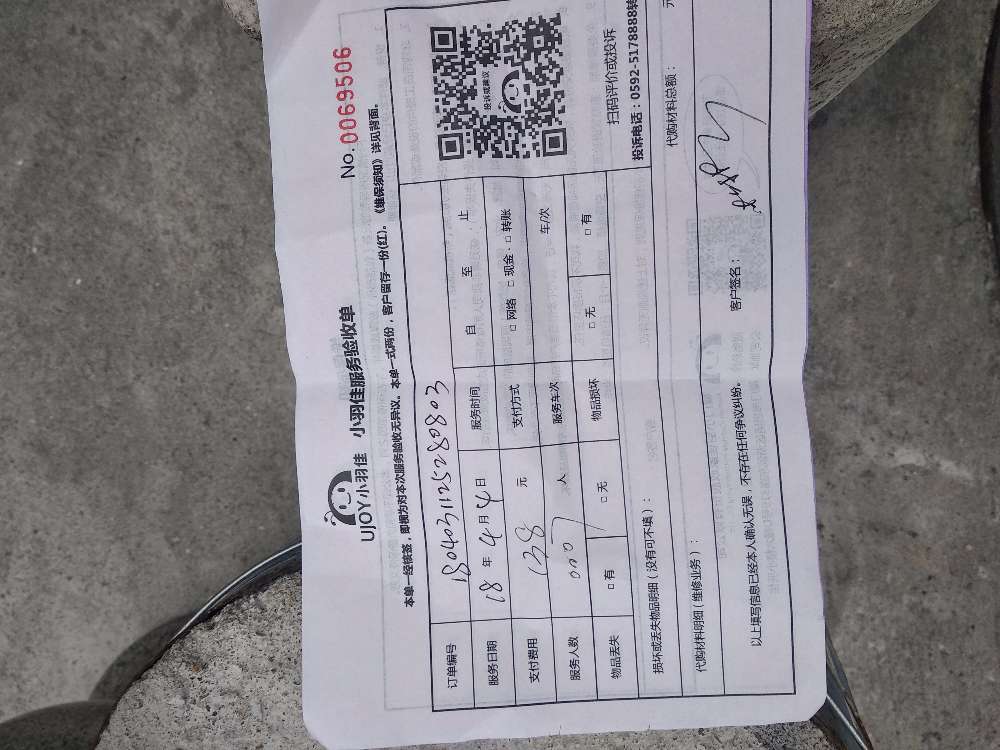 No. 0069506
UJOY小羽佳 小羽佳服务验收单
本单一经核签，即视为对本次服务验收无异议。本单一式两份，客户留存一份(红)。《维保须知》详见背面。
订单编号 180403112528080​3
服务日期 18 年 4 月 4 日 服务时间 自 至 止
支付费用 138 元 支付方式 □ 网络 □ 现金 · □ 转账
服务人数 007 人 服务车次 车/次
物品丢失 □ 有 □ 无 物品损坏 □ 无 □ 有
投诉或建议
扫码评价或投诉
投诉电话：0592-5178888转
损坏或丢失物品明细（没有可不填）：
代购材料明细（维修业务）： 代购材料总额： 元
以上填写信息已经本人确认无误，不存在任何争议纠纷。 客户签名：